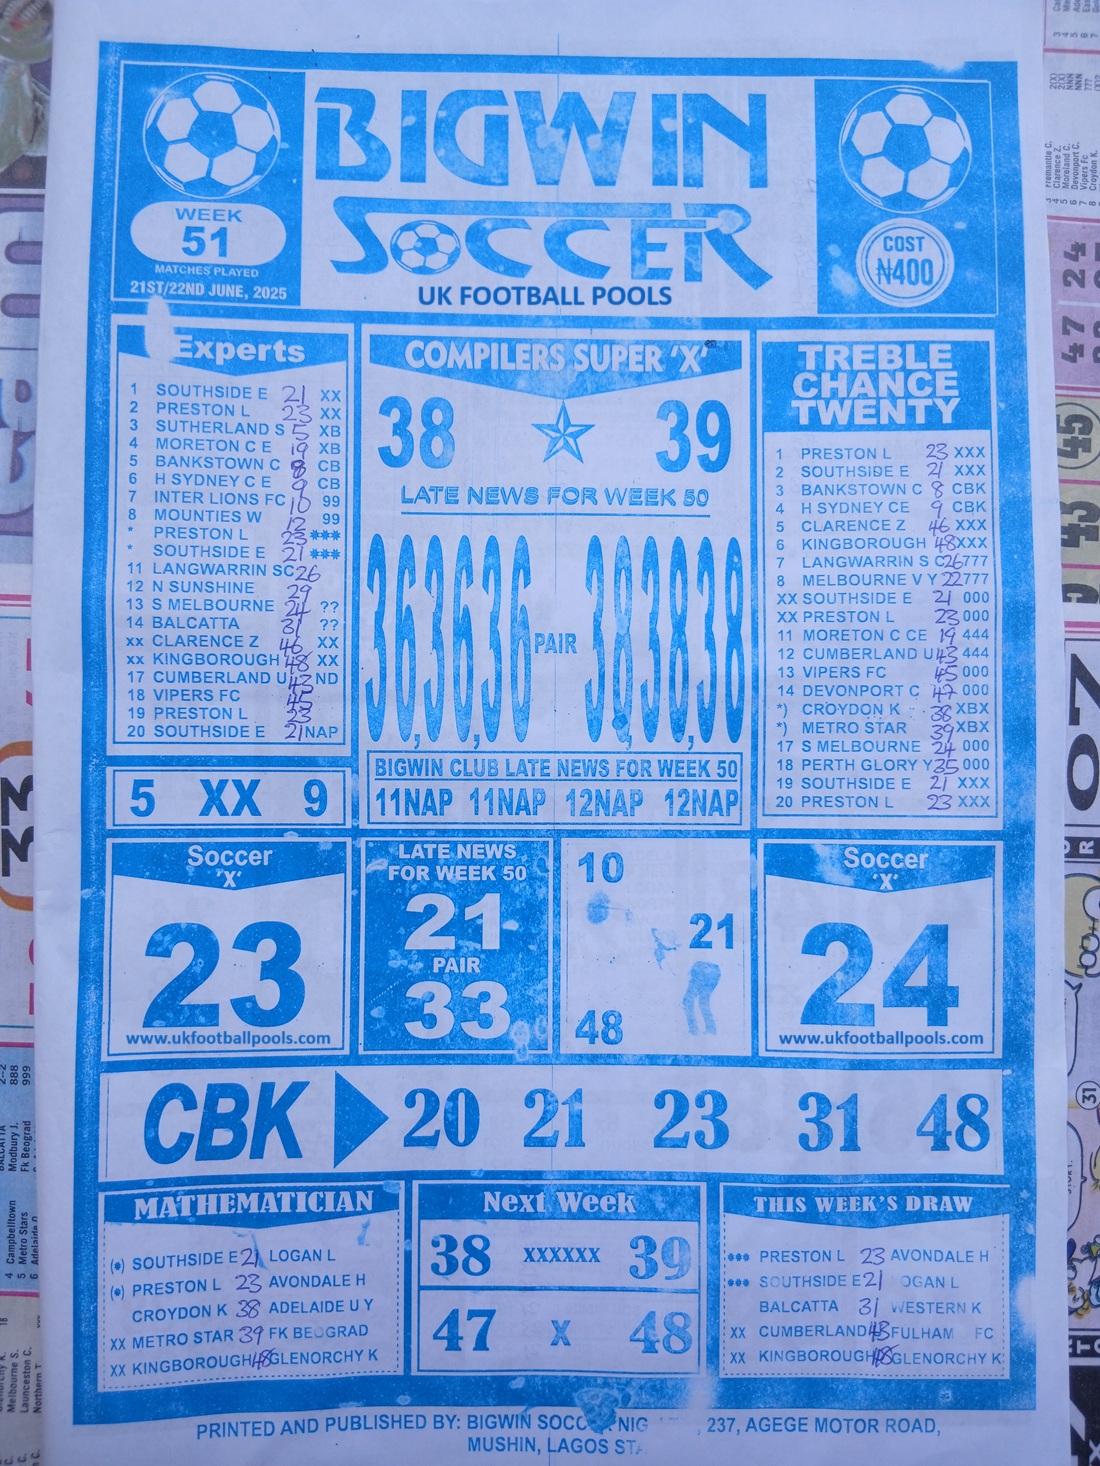 BIGWIN
SOCCER
UK FOOTBALL POOLS
WEEK
51
MATCHES PLAYED
21ST/22ND JUNE, 2025
COST
₦400
Experts
1 SOUTHSIDE E 21 XX
2 PRESTON L 23 XX
3 SUTHERLAND S 5 XB
4 MORETON C E 19 XB
5 BANKSTOWN C 8 CB
6 H SYDNEY C E 9 CB
7 INTER LIONS FC 10 99
8 MOUNTIES W 12 99
* PRESTON L 23 ***
* SOUTHSIDE E 21 ***
11 LANGWARRIN SC 26
12 N SUNSHINE 29
13 S MELBOURNE 24 ??
14 BALCATTA 31 ??
xx CLARENCE Z 46 XX
xx KINGBOROUGH 48 XX
17 CUMBERLAND U 43 ND
18 VIPERS FC 45
19 PRESTON L 23
20 SOUTHSIDE E 21 NAP
5 XX 9
COMPILERS SUPER 'X'
38 39
LATE NEWS FOR WEEK 50
36,36,36 PAIR 38,38,38
BIGWIN CLUB LATE NEWS FOR WEEK 50
11NAP 11NAP 12NAP 12NAP
TREBLE
CHANCE
TWENTY
1 PRESTON L 23 XXX
2 SOUTHSIDE E 21 XXX
3 BANKSTOWN C 8 CBK
4 H SYDNEY CE 9 CBK
5 CLARENCE Z 46 XXX
6 KINGBOROUGH 48 XXX
7 LANGWARRIN S C 26 777
8 MELBOURNE V Y 22 777
XX SOUTHSIDE E 21 000
XX PRESTON L 23 000
11 MORETON C CE 19 444
12 CUMBERLAND U 43 444
13 VIPERS FC 45 000
14 DEVONPORT C 47 000
*) CROYDON K 38 XBX
*) METRO STAR 39 XBX
17 S MELBOURNE 24 000
18 PERTH GLORY Y 35 000
19 SOUTHSIDE E 21 XXX
20 PRESTON L 23 XXX
Soccer
'X'
23
www.ukfootballpools.com
LATE NEWS
FOR WEEK 50
21
PAIR
33
10
21
48
Soccer
'X'
24
www.ukfootballpools.com
CBK 20 21 23 31 48
MATHEMATICIAN
(*) SOUTHSIDE E 21 LOGAN L
(*) PRESTON L 23 AVONDALE H
CROYDON K 38 ADELAIDE U Y
XX METRO STAR 39 FK BEOGRAD
XX KINGBOROUGH 48 GLENORCHY K
Next Week
38 XXXXXX 39
47 X 48
THIS WEEK'S DRAW
*** PRESTON L 23 AVONDALE H
*** SOUTHSIDE E 21 OGAN L
BALCATTA 31 WESTERN K
XX CUMBERLAND 43 FULHAM FC
XX KINGBOROUGH 48 GLENORCHY K
PRINTED AND PUBLISHED BY: BIGWIN SOCCER 237, AGEGE MOTOR ROAD,
MUSHIN, LAGOS